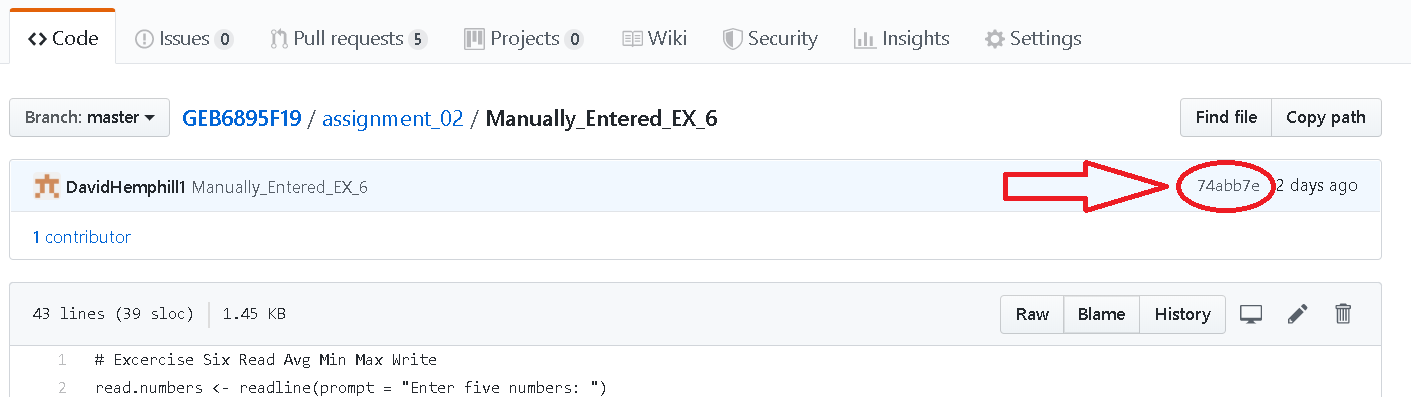 Code Issues 0 Pull requests 5 Projects 0 Wiki Security Insights Settings
Branch: master GEB6895F19 / assignment_02 / Manually_Entered_EX_6 Find file Copy path
DavidHemphill1 Manually_Entered_EX_6 74abb7e 2 days ago
1 contributor
43 lines (39 sloc) 1.45 KB Raw Blame History
1 # Excercise Six Read Avg Min Max Write
2 read.numbers <- readline(prompt = "Enter five numbers: ")